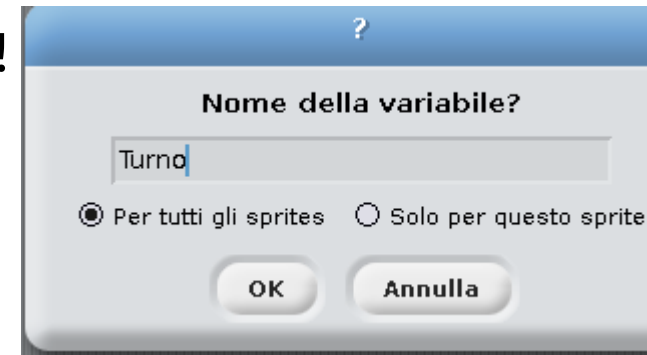 !
?
Nome della variabile?
Turno
Per tutti gli sprites Solo per questo sprite
OK Annulla